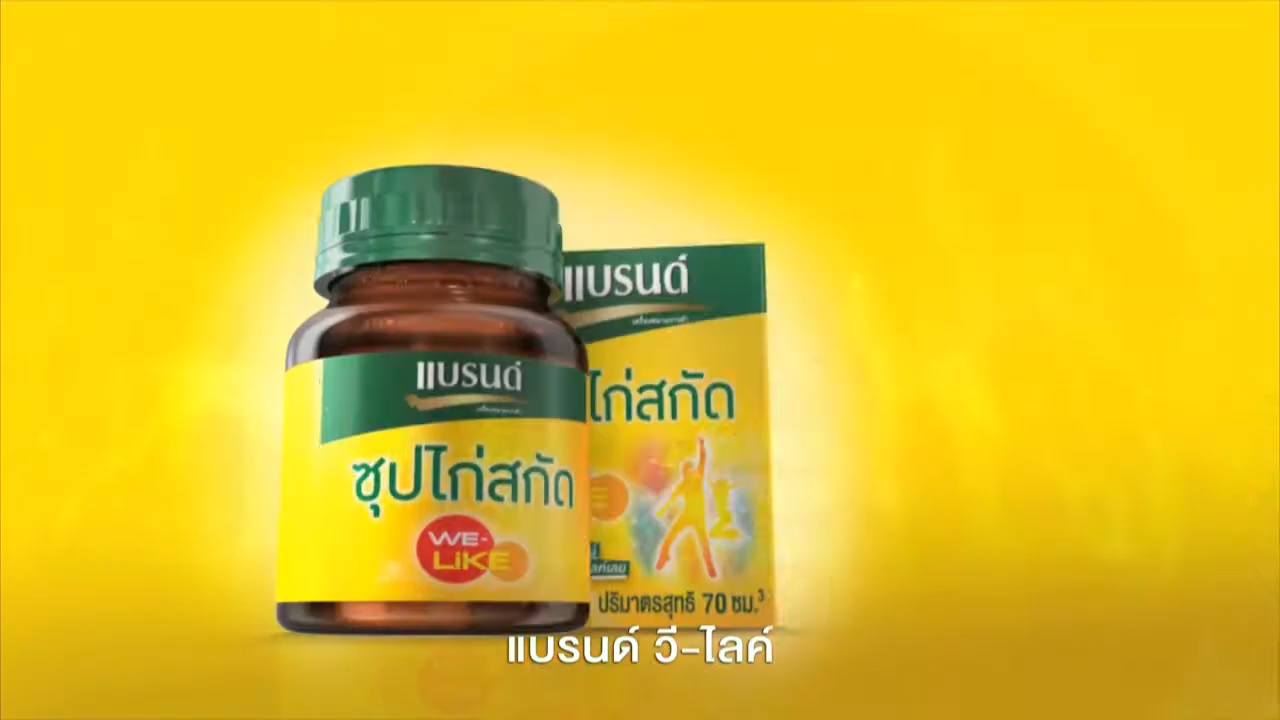 แบรนด์
ซุปไก่สกัด
WE-
LiKE
แบรนด์
ไก่สกัด
ปริมาตรสุทธิ 70 ซม.³
แบรนด์ วี-ไลค์